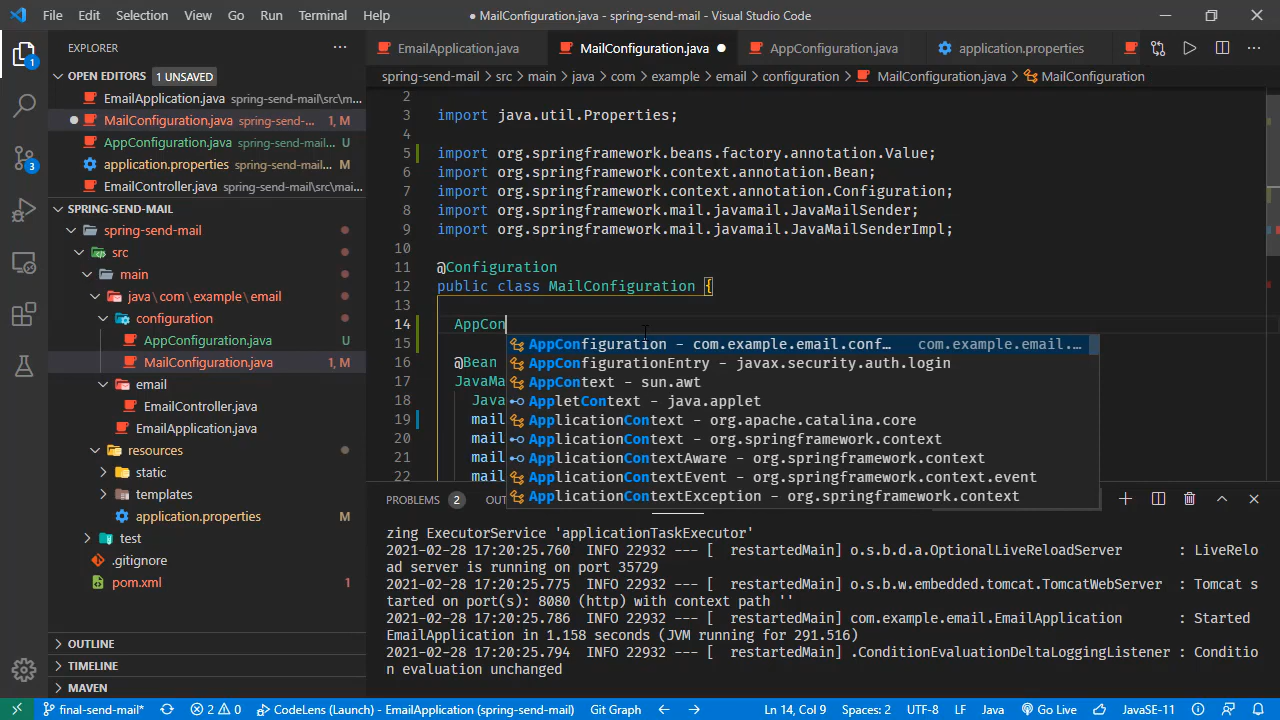 File Edit Selection View Go Run Terminal Help
● MailConfiguration.java - spring-send-mail - Visual Studio Code
EXPLORER
OPEN EDITORS 1 UNSAVED
EmailApplication.java spring-send-mail\src\m...
MailConfiguration.java spring-send-... 1, M
AppConfiguration.java spring-send-mail\... U
application.properties spring-send-mail... M
EmailController.java spring-send-mail\src\ma...
SPRING-SEND-MAIL
spring-send-mail
src
main
java\com\example\email
configuration
AppConfiguration.java U
MailConfiguration.java 1, M
email
EmailController.java
EmailApplication.java
resources
static
templates
application.properties M
test
.gitignore
pom.xml 1
OUTLINE
TIMELINE
MAVEN
1
3
EmailApplication.java MailConfiguration.java AppConfiguration.java application.properties
spring-send-mail > src > main > java > com > example > email > configuration > MailConfiguration.java > MailConfiguration
2
3 import java.util.Properties;
4
5 import org.springframework.beans.factory.annotation.Value;
6 import org.springframework.context.annotation.Bean;
7 import org.springframework.context.annotation.Configuration;
8 import org.springframework.mail.javamail.JavaMailSender;
9 import org.springframework.mail.javamail.JavaMailSenderImpl;
10
11 @Configuration
12 public class MailConfiguration {
13
14 AppCon
15
16 @Bean
17 JavaMa
18 Java
19 mail
20 mail
21 mail
22 mail
AppConfiguration - com.example.email.conf... com.example.email....
AppConfigurationEntry - javax.security.auth.login
AppContext - sun.awt
AppletContext - java.applet
ApplicationContext - org.apache.catalina.core
ApplicationContext - org.springframework.context
ApplicationContextAware - org.springframework.context
ApplicationContextEvent - org.springframework.context.event
ApplicationContextException - org.springframework.context
PROBLEMS 2 OUT
zing ExecutorService 'applicationTaskExecutor'
2021-02-28 17:20:25.760 INFO 22932 --- [ restartedMain] o.s.b.d.a.OptionalLiveReloadServer : LiveRelo
ad server is running on port 35729
2021-02-28 17:20:25.775 INFO 22932 --- [ restartedMain] o.s.b.w.embedded.tomcat.TomcatWebServer : Tomcat s
tarted on port(s): 8080 (http) with context path ''
2021-02-28 17:20:25.786 INFO 22932 --- [ restartedMain] com.example.email.EmailApplication : Started
EmailApplication in 1.158 seconds (JVM running for 291.516)
2021-02-28 17:20:25.794 INFO 22932 --- [ restartedMain] .ConditionEvaluationDeltaLoggingListener : Conditio
n evaluation unchanged
final-send-mail* 2 0 CodeLens (Launch) - EmailApplication (spring-send-mail) Git Graph Ln 14, Col 9 Spaces: 2 UTF-8 LF Java Go Live JavaSE-11